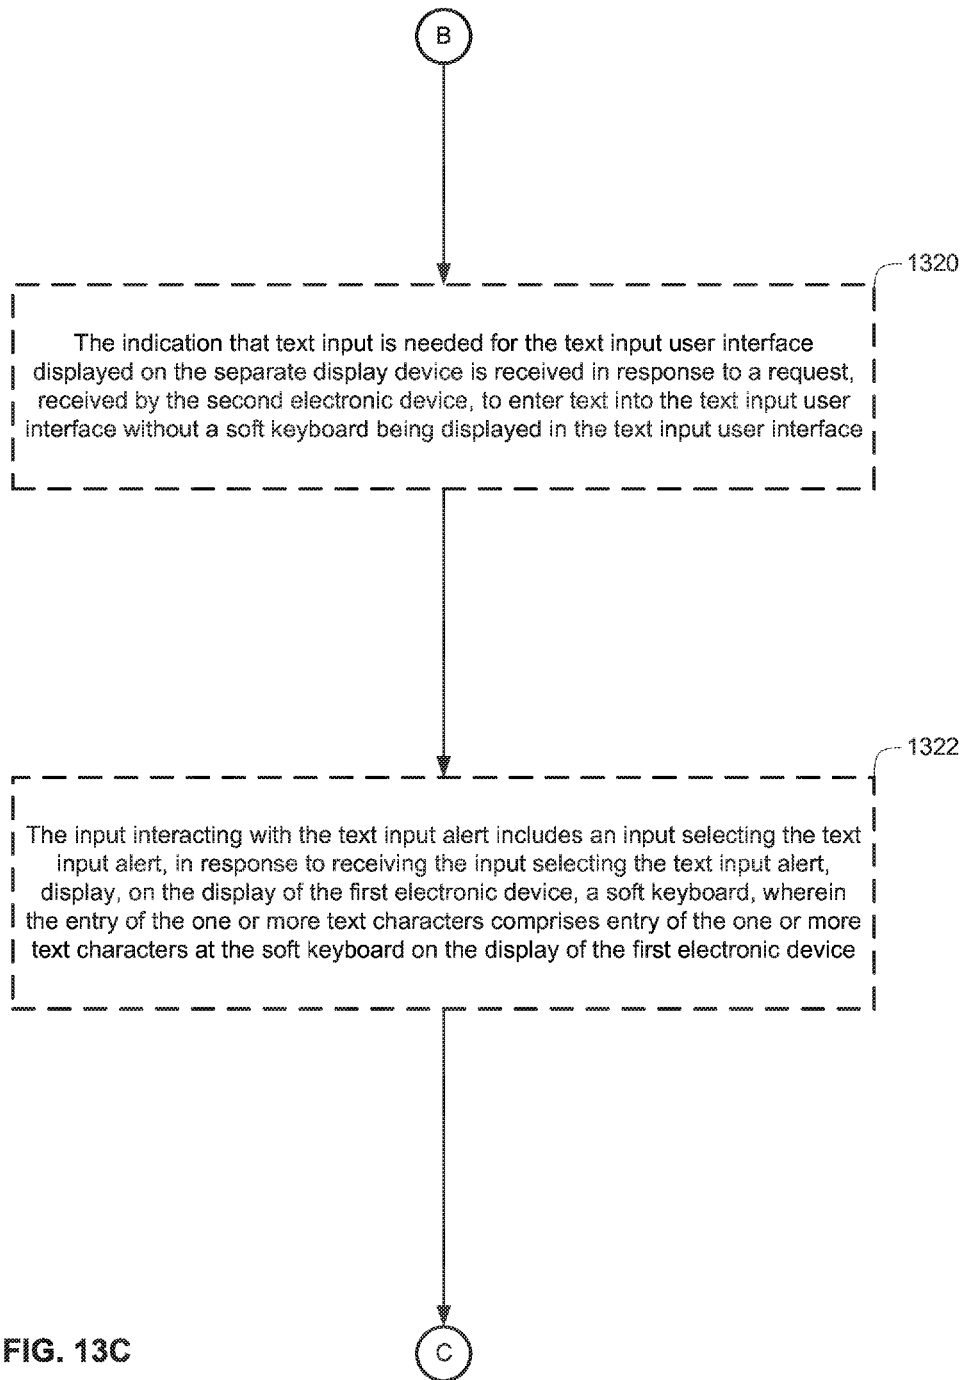 B
1320
The indication that text input is needed for the text input user interface
displayed on the separate display device is received in response to a request,
received by the second electronic device, to enter text into the text input user
interface without a soft keyboard being displayed in the text input user interface
1322
The input interacting with the text input alert includes an input selecting the text
input alert, in response to receiving the input selecting the text input alert,
display, on the display of the first electronic device, a soft keyboard, wherein
the entry of the one or more text characters comprises entry of the one or more
text characters at the soft keyboard on the display of the first electronic device
FIG. 13C
C